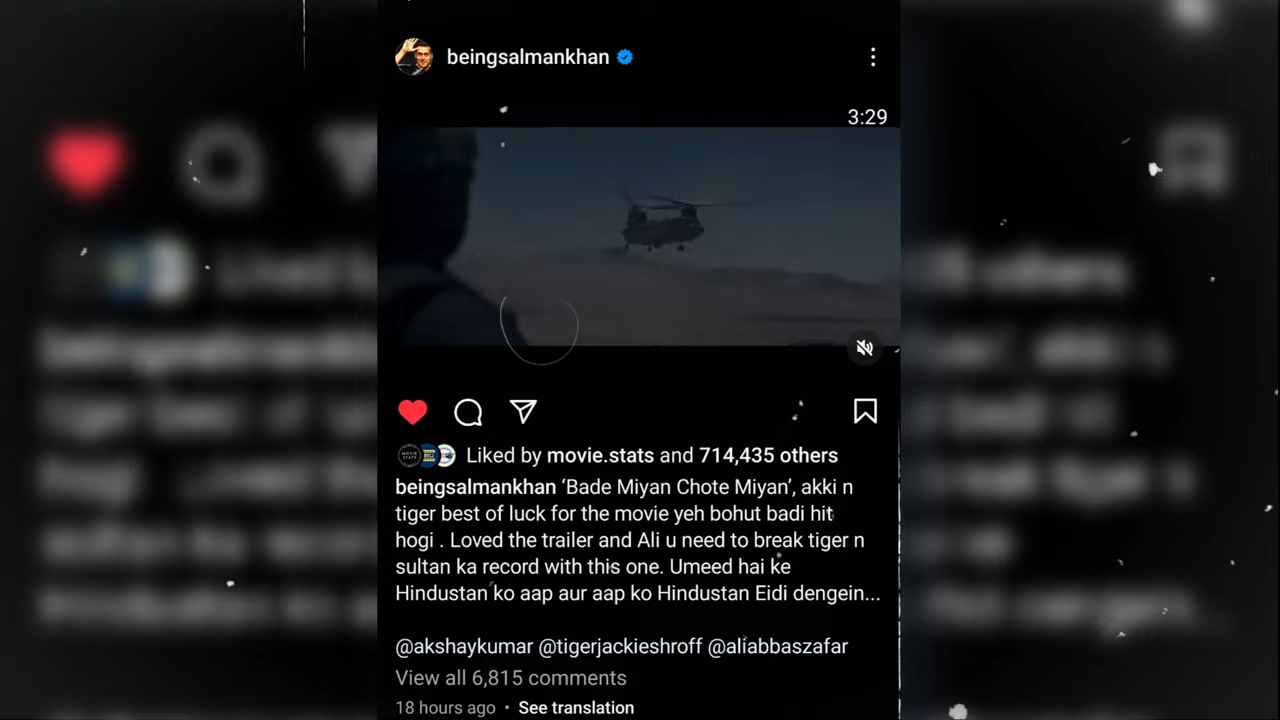 beingsalmankhan
3:29
Liked by movie.stats and 714,435 others
beingsalmankhan ‘Bade Miyan Chote Miyan’, akki n
tiger best of luck for the movie yeh bohut badi hit
hogi . Loved the trailer and Ali u need to break tiger n
sultan ka record with this one. Umeed hai ke
Hindustan ko aap aur aap ko Hindustan Eidi dengein...
@akshaykumar @tigerjackieshroff @aliabbaszafar
View all 6,815 comments
18 hours ago • See translation